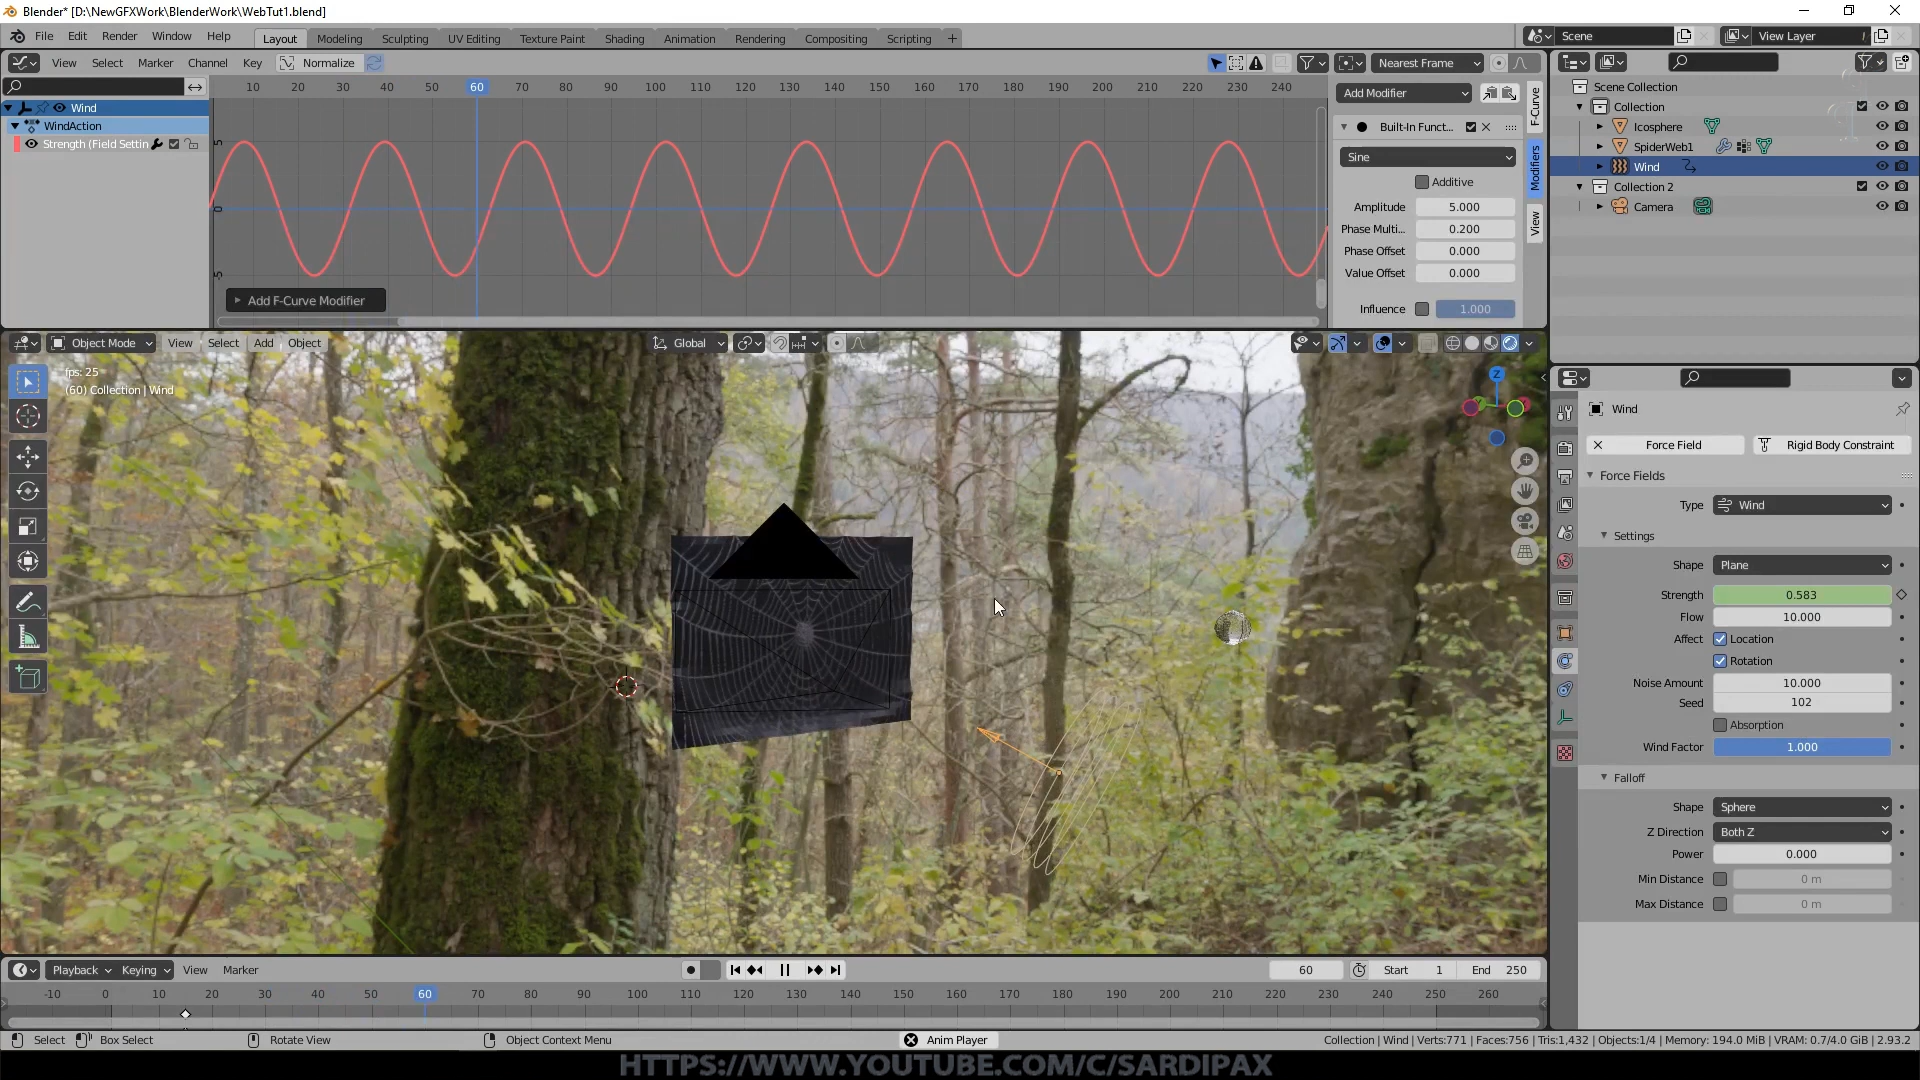 Blender* [D:\NewGFXWork\BlenderWork\WebTut1.blend]
File Edit Render Window Help Layout Modeling Sculpting UV Editing Texture Paint Shading Animation Rendering Compositing Scripting + Scene View Layer
View Select Marker Channel Key Normalize Nearest Frame
10 20 30 40 50 60 70 80 90 100 110 120 130 140 150 160 170 180 190 200 210 220 230 240
Wind
WindAction
Strength (Field Settin
5
0
-5
Add F-Curve Modifier
Add Modifier
Built-In Funct...
Sine
Additive
Amplitude 5.000
Phase Multi... 0.200
Phase Offset 0.000
Value Offset 0.000
Influence 1.000
F-Curve
Modifiers
View
Scene Collection
Collection
Icosphere
SpiderWeb1
Wind
Collection 2
Camera
Object Mode View Select Add Object Global
fps: 25
(60) Collection | Wind
Z
Wind
Force Field Rigid Body Constraint
Force Fields
Type Wind
Settings
Shape Plane
Strength 0.583
Flow 10.000
Affect Location
Rotation
Noise Amount 10.000
Seed 102
Absorption
Wind Factor 1.000
Falloff
Shape Sphere
Z Direction Both Z
Power 0.000
Min Distance 0 m
Max Distance 0 m
Playback Keying View Marker 60 Start 1 End 250
-10 0 10 20 30 40 50 60 70 80 90 100 110 120 130 140 150 160 170 180 190 200 210 220 230 240 250 260
Select Box Select Rotate View Object Context Menu Anim Player Collection | Wind | Verts:771 | Faces:756 | Tris:1,432 | Objects:1/4 | Memory: 194.0 MiB | VRAM: 0.7/4.0 GiB | 2.93.2
HTTPS://WWW.YOUTUBE.COM/C/SARDIPAX